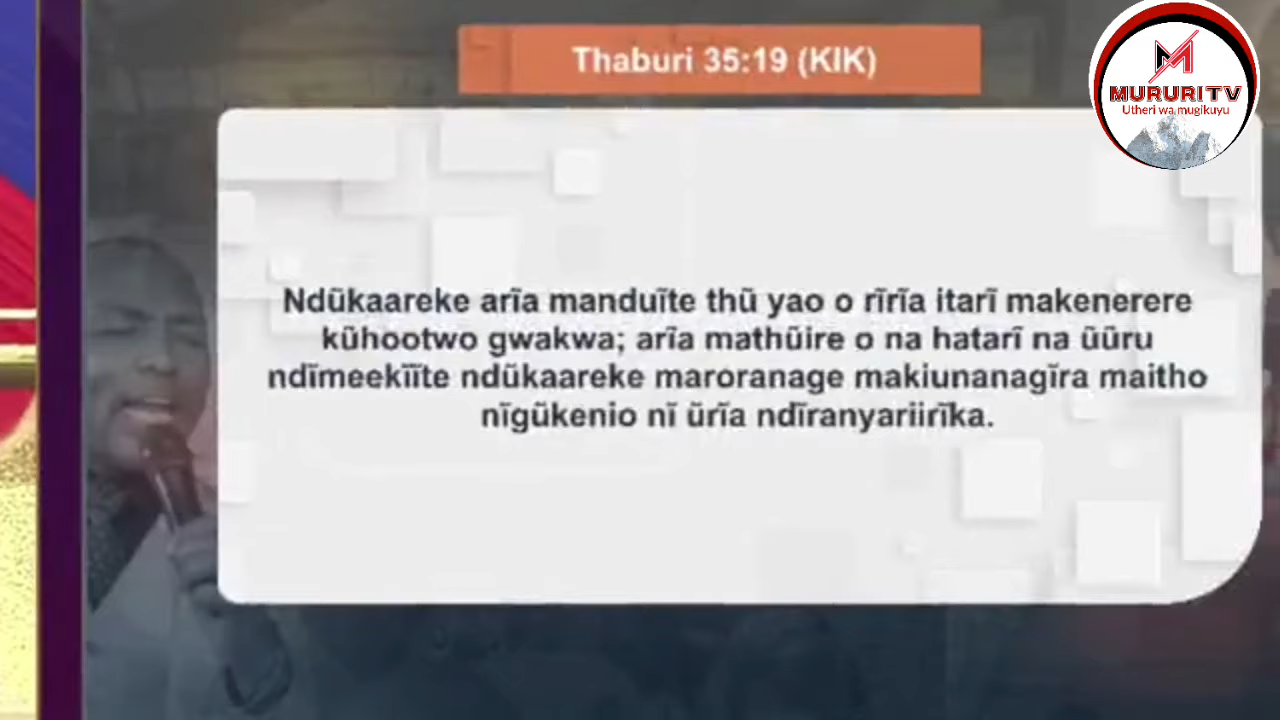 Thaburi 35:19 (KIK)
MURURI TV
Utheri wa mugikuyu
Ndũkaareke arĩa manduĩte thũ yao o rĩrĩa itarĩ makenerere
kũhootwo gwakwa; arĩa mathũire o na hatarĩ na ũũru
ndĩmeekĩĩte ndũkaareke maroranage makiunanagĩra maitho
nĩgũkenio nĩ ũrĩa ndĩranyariirĩka.